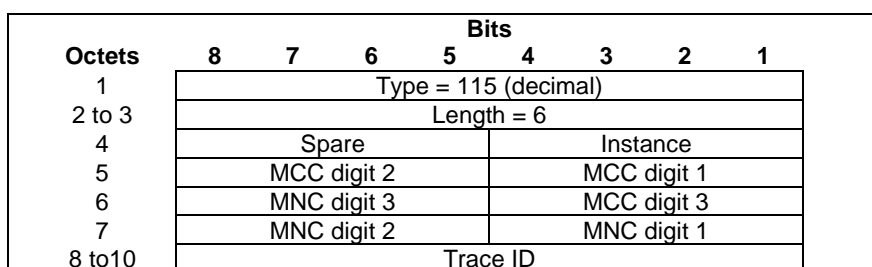 Bits
Octets 8 7 6 5 4 3 2 1
1 Type = 115 (decimal)
2 to 3 Length = 6
4 Spare Instance
5 MCC digit 2 MCC digit 1
6 MNC digit 3 MCC digit 3
7 MNC digit 2 MNC digit 1
8 to10 Trace ID